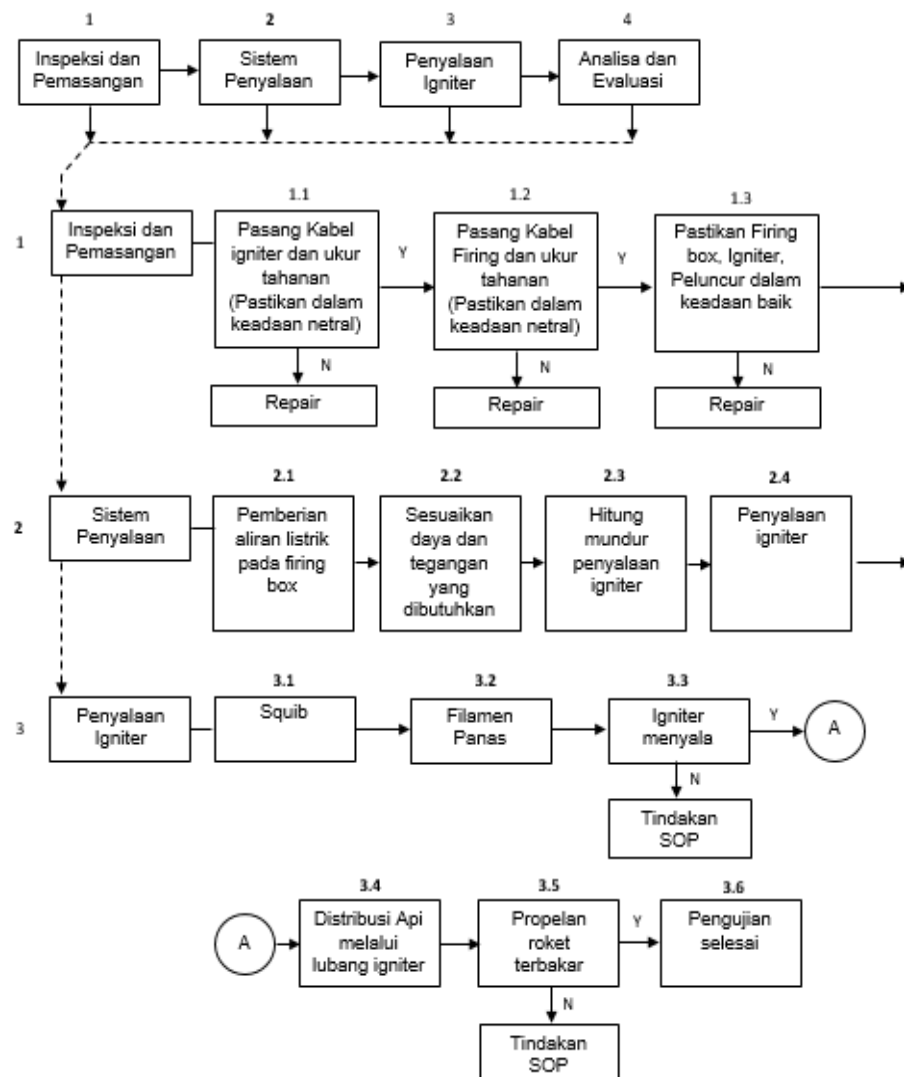 1
2
3
4
Inspeksi dan
Pemasangan
Sistem
Penyalaan
Penyalaan
Igniter
Analisa dan
Evaluasi
1.1
1.2
1.3
1
Inspeksi dan
Pemasangan
Pasang Kabel
igniter dan ukur
tahanan
(Pastikan dalam
keadaan netral)
Y
Pasang Kabel
Firing dan ukur
tahanan
(Pastikan dalam
keadaan netral)
Y
Pastikan Firing
box, Igniter,
Peluncur dalam
keadaan baik
N
N
N
Repair
Repair
Repair
2.1
2.2
2.3
2.4
2
Sistem
Penyalaan
Pemberian
aliran listrik
pada firing
box
Sesuaikan
daya dan
tegangan
yang
dibutuhkan
Hitung
mundur
penyalaan
igniter
Penyalaan
igniter
3.1
3.2
3.3
3
Penyalaan
Igniter
Squib
Filamen
Panas
Igniter
menyala
Y
A
N
Tindakan
SOP
3.4
3.5
3.6
A
Distribusi Api
melalui
lubang igniter
Propelan
roket
terbakar
Y
Pengujian
selesai
N
Tindakan
SOP